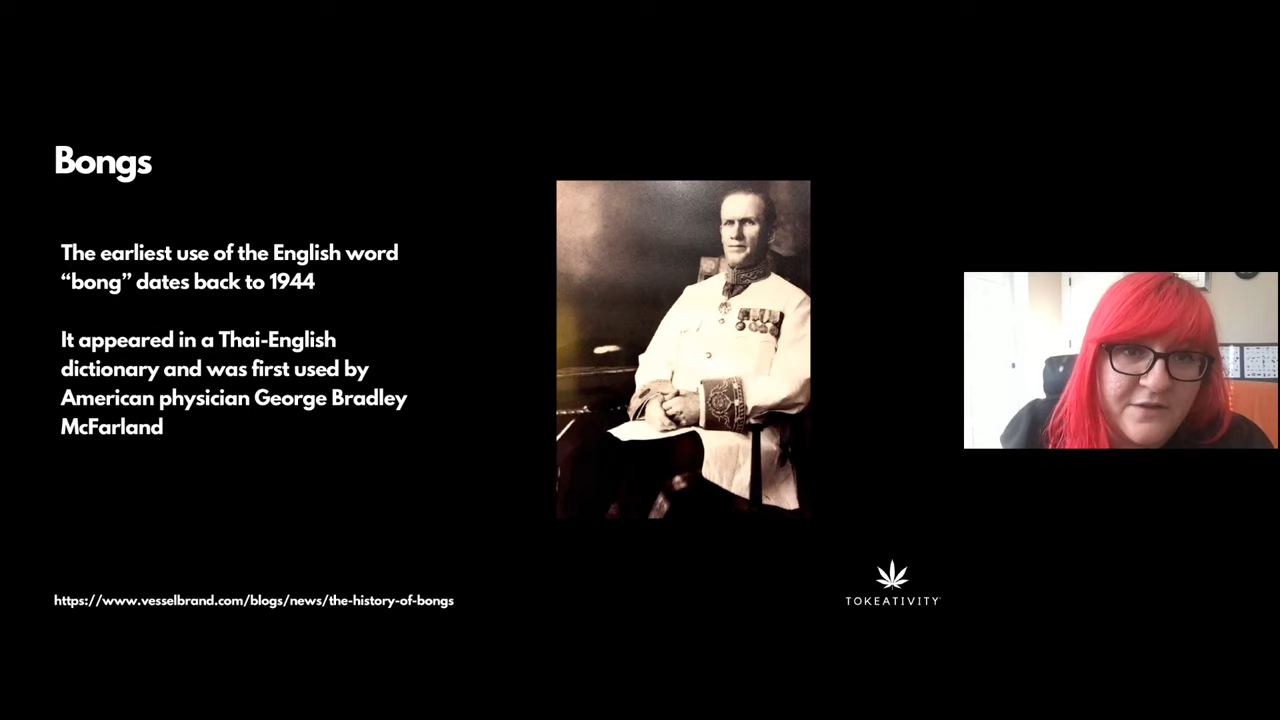 Bongs
The earliest use of the English word
“bong” dates back to 1944
It appeared in a Thai-English
dictionary and was first used by
American physician George Bradley
McFarland
https://www.vesselbrand.com/blogs/news/the-history-of-bongs
TOKEATIVITY